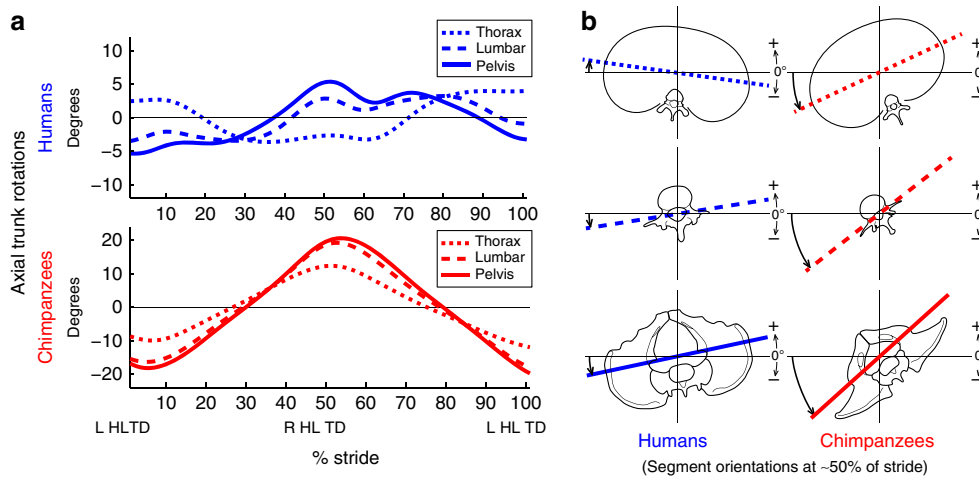 a
Axial trunk rotations
Humans
Degrees
10
5
0
−5
−10
Thorax
Lumbar
Pelvis
10 20 30 40 50 60 70 80 90 100
Chimpanzees
Degrees
20
10
0
−10
−20
Thorax
Lumbar
Pelvis
10 20 30 40 50 60 70 80 90 100
L HLTD R HL TD L HL TD
% stride
b
+ +
0° 0°
− −
+ +
0° 0°
− −
+ +
0° 0°
− −
Humans Chimpanzees
(Segment orientations at ~50% of stride)